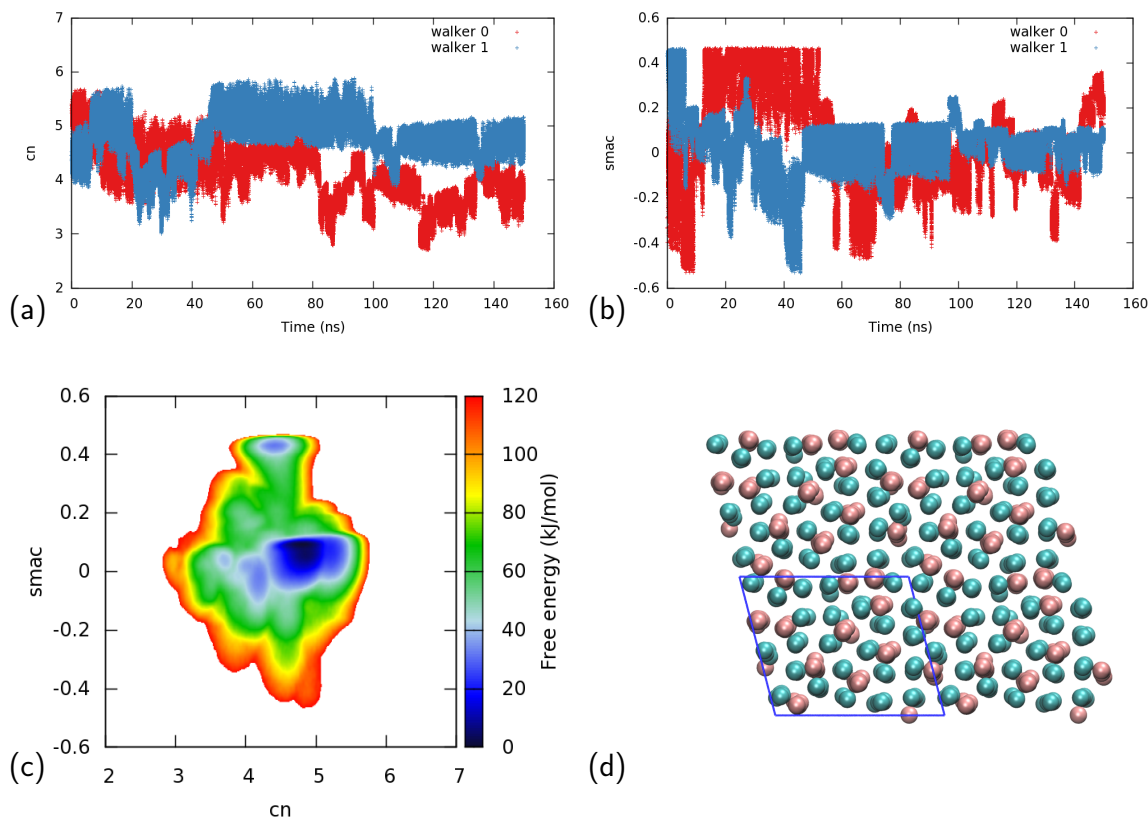 7
6
5
4
3
2
cn
0 20 40 60 80 100 120 140 160
Time (ns)
walker 0
walker 1
(a)
0.6
0.4
0.2
0
-0.2
-0.4
-0.6
smac
0 20 40 60 80 100 120 140 160
Time (ns)
walker 0
walker 1
(b)
0.6
0.4
0.2
0
-0.2
-0.4
-0.6
smac
2 3 4 5 6 7
cn
120
100
80
60
40
20
0
Free energy (kJ/mol)
(c)
(d)